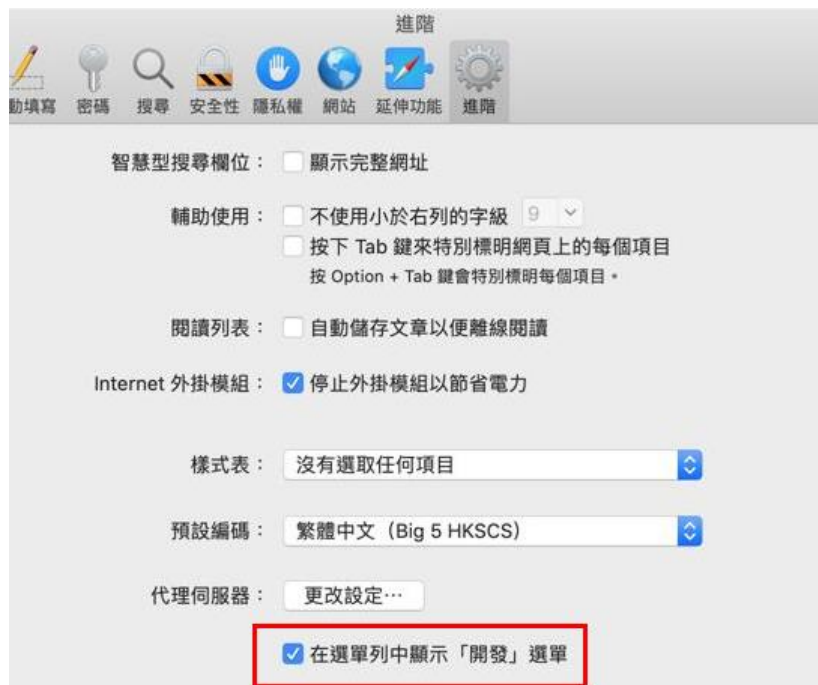 進階
動填寫 密碼 搜尋 安全性 隱私權 網站 延伸功能 進階
智慧型搜尋欄位： 顯示完整網址
輔助使用： 不使用小於右列的字級 9
按下 Tab 鍵來特別標明網頁上的每個項目
按 Option + Tab 鍵會特別標明每個項目。
閱讀列表： 自動儲存文章以便離線閱讀
Internet 外掛模組： 停止外掛模組以節省電力
樣式表： 沒有選取任何項目
預設編碼： 繁體中文（Big 5 HKSCS）
代理伺服器： 更改設定⋯
在選單列中顯示「開發」選單